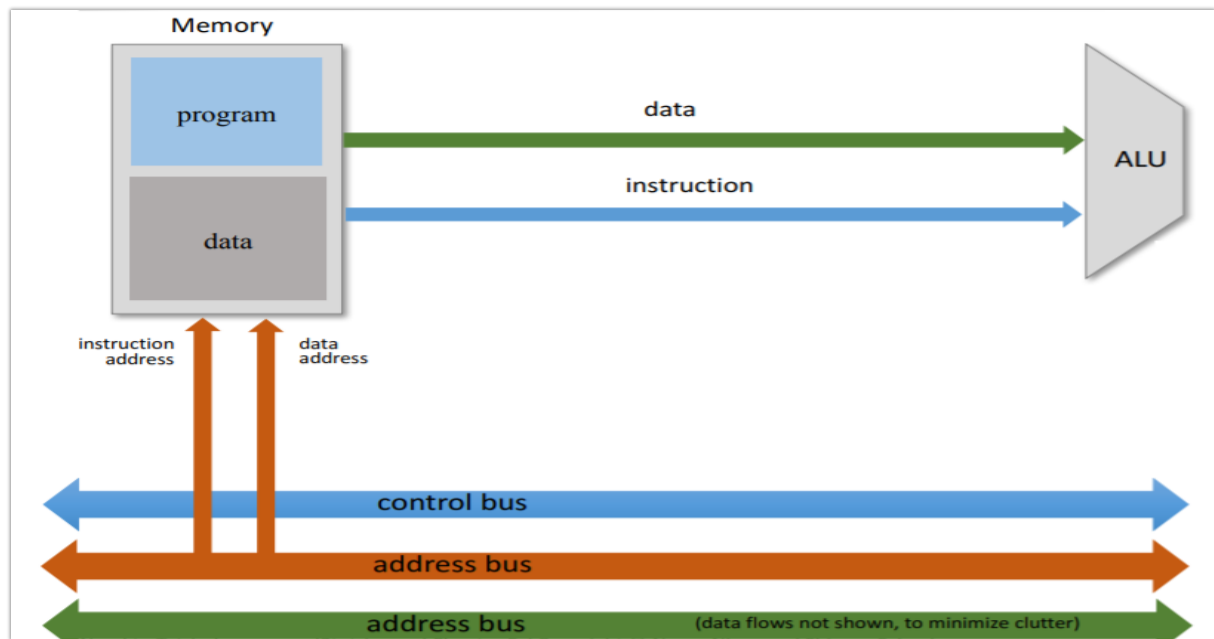 Memory
program
data
data
instruction
ALU
instruction
address
data
address
control bus
address bus
address bus
(data flows not shown, to minimize clutter)